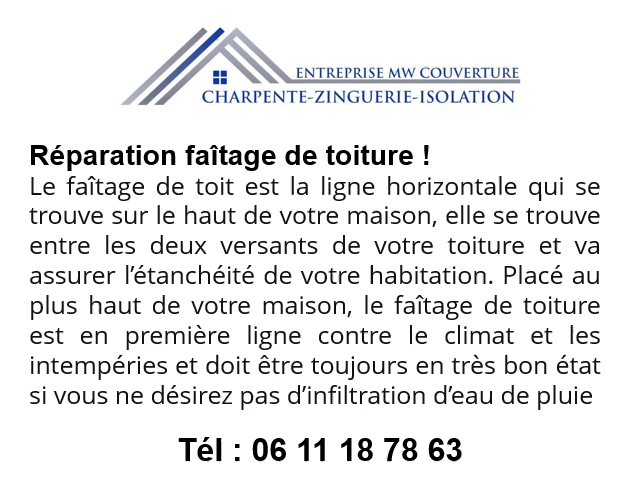 ENTREPRISE MW COUVERTURE
CHARPENTE-ZINGUERIE-ISOLATION
Réparation faîtage de toiture !
Le faîtage de toit est la ligne horizontale qui se
trouve sur le haut de votre maison, elle se trouve
entre les deux versants de votre toiture et va
assurer l’étanchéité de votre habitation. Placé au
plus haut de votre maison, le faîtage de toiture
est en première ligne contre le climat et les
intempéries et doit être toujours en très bon état
si vous ne désirez pas d’infiltration d’eau de pluie
Tél : 06 11 18 78 63